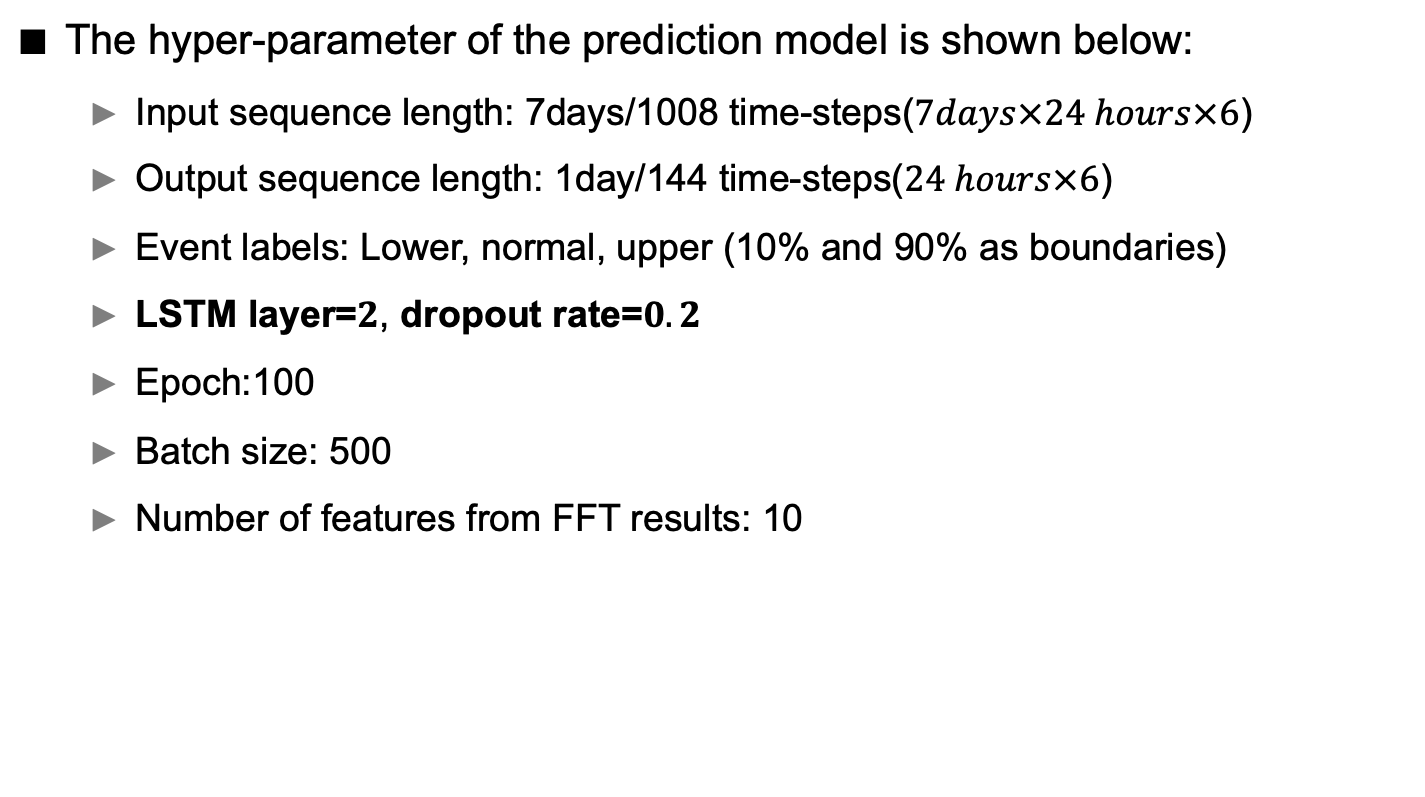 ■ The hyper-parameter of the prediction model is shown below:
► Input sequence length: 7days/1008 time-steps(7days×24 hours×6)
► Output sequence length: 1day/144 time-steps(24 hours×6)
► Event labels: Lower, normal, upper (10% and 90% as boundaries)
► LSTM layer=2, dropout rate=0.2
► Epoch:100
► Batch size: 500
► Number of features from FFT results: 10